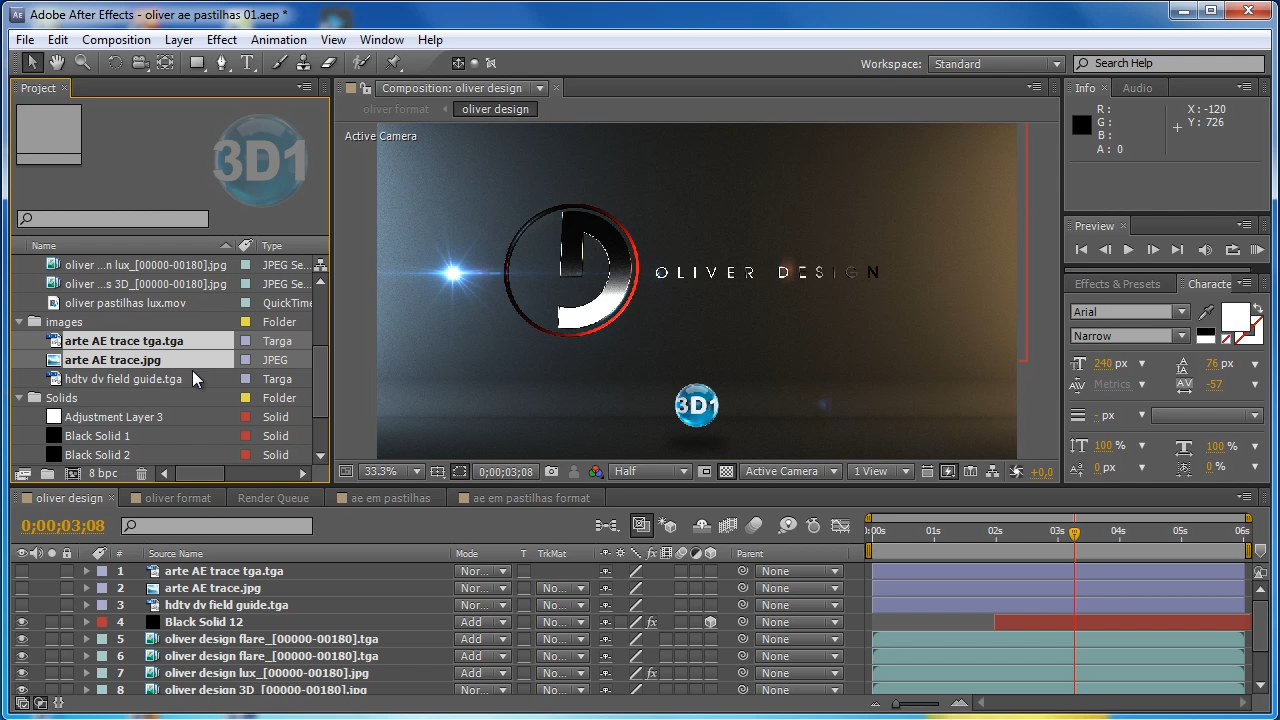 Adobe After Effects - oliver ae pastilhas 01.aep *
File Edit Composition Layer Effect Animation View Window Help
Workspace: Standard Search Help
Project Composition: oliver design Info Audio
oliver format oliver design
Active Camera
R: X: -120
G: Y: 726
B:
A: 0
3D1
Name Type
oliver ...n lux_[00000-00180].jpg JPEG Se...
oliver ...s 3D_[00000-00180].jpg JPEG Se...
oliver pastilhas lux.mov QuickTime
images Folder
arte AE trace tga.tga Targa
arte AE trace.jpg JPEG
hdtv dv field guide.tga Targa
Solids Folder
Adjustment Layer 3 Solid
Black Solid 1 Solid
Black Solid 2 Solid
8 bpc
OLIVER DESIGN
3D1
33.3% 0;00;03;08 Half Active Camera 1 View +0,0
Preview
Effects & Presets Characte
Arial
Narrow
240 px 76 px
Metrics -57
- px
100 % 100 %
0 px 0 %
oliver design oliver format Render Queue ae em pastilhas ae em pastilhas format
0;00;03;08
):00s 01s 02s 03s 04s 05s 06s
# Source Name Mode T TrkMat Parent
1 arte AE trace tga.tga Nor... None
2 arte AE trace.jpg Nor... No... None
3 hdtv dv field guide.tga Nor... No... None
4 Black Solid 12 Add No... None
5 oliver design flare_[00000-00180].tga Add No... None
6 oliver design flare_[00000-00180].tga Add No... None
7 oliver design lux_[00000-00180].jpg Add No... None
8 oliver design 3D_[00000-00180].jpg Nor... No... None